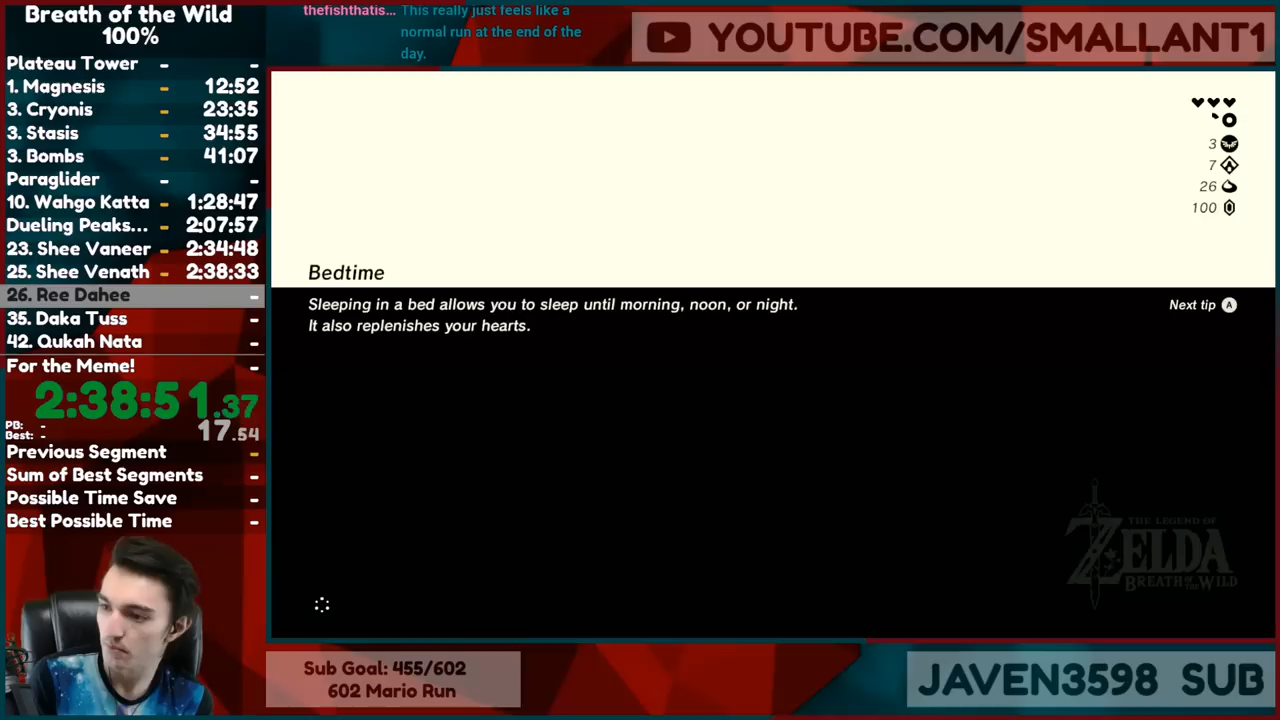 Breath of the Wild
100%
Plateau Tower - -
1. Magnesis - 12:52
3. Cryonis - 23:35
3. Stasis - 34:55
3. Bombs - 41:07
Paraglider - -
10. Wahgo Katta - 1:28:47
Dueling Peaks... - 2:07:57
23. Shee Vaneer - 2:34:48
25. Shee Venath - 2:38:33
26. Ree Dahee -
35. Daka Tuss -
42. Qukah Nata -
For the Meme! -
2:38:51.37
PB: -
Best: -
17.54
Previous Segment -
Sum of Best Segments -
Possible Time Save -
Best Possible Time -
thefishthatis... This really just feels like a
normal run at the end of the
day.
YOUTUBE.COM/SMALLANT1
3
7
26
100
Bedtime
Sleeping in a bed allows you to sleep until morning, noon, or night.
It also replenishes your hearts.
Next tip A
THE LEGEND OF
ZELDA
BREATH OF THE WILD
Sub Goal: 455/602
602 Mario Run
JAVEN3598 SUB